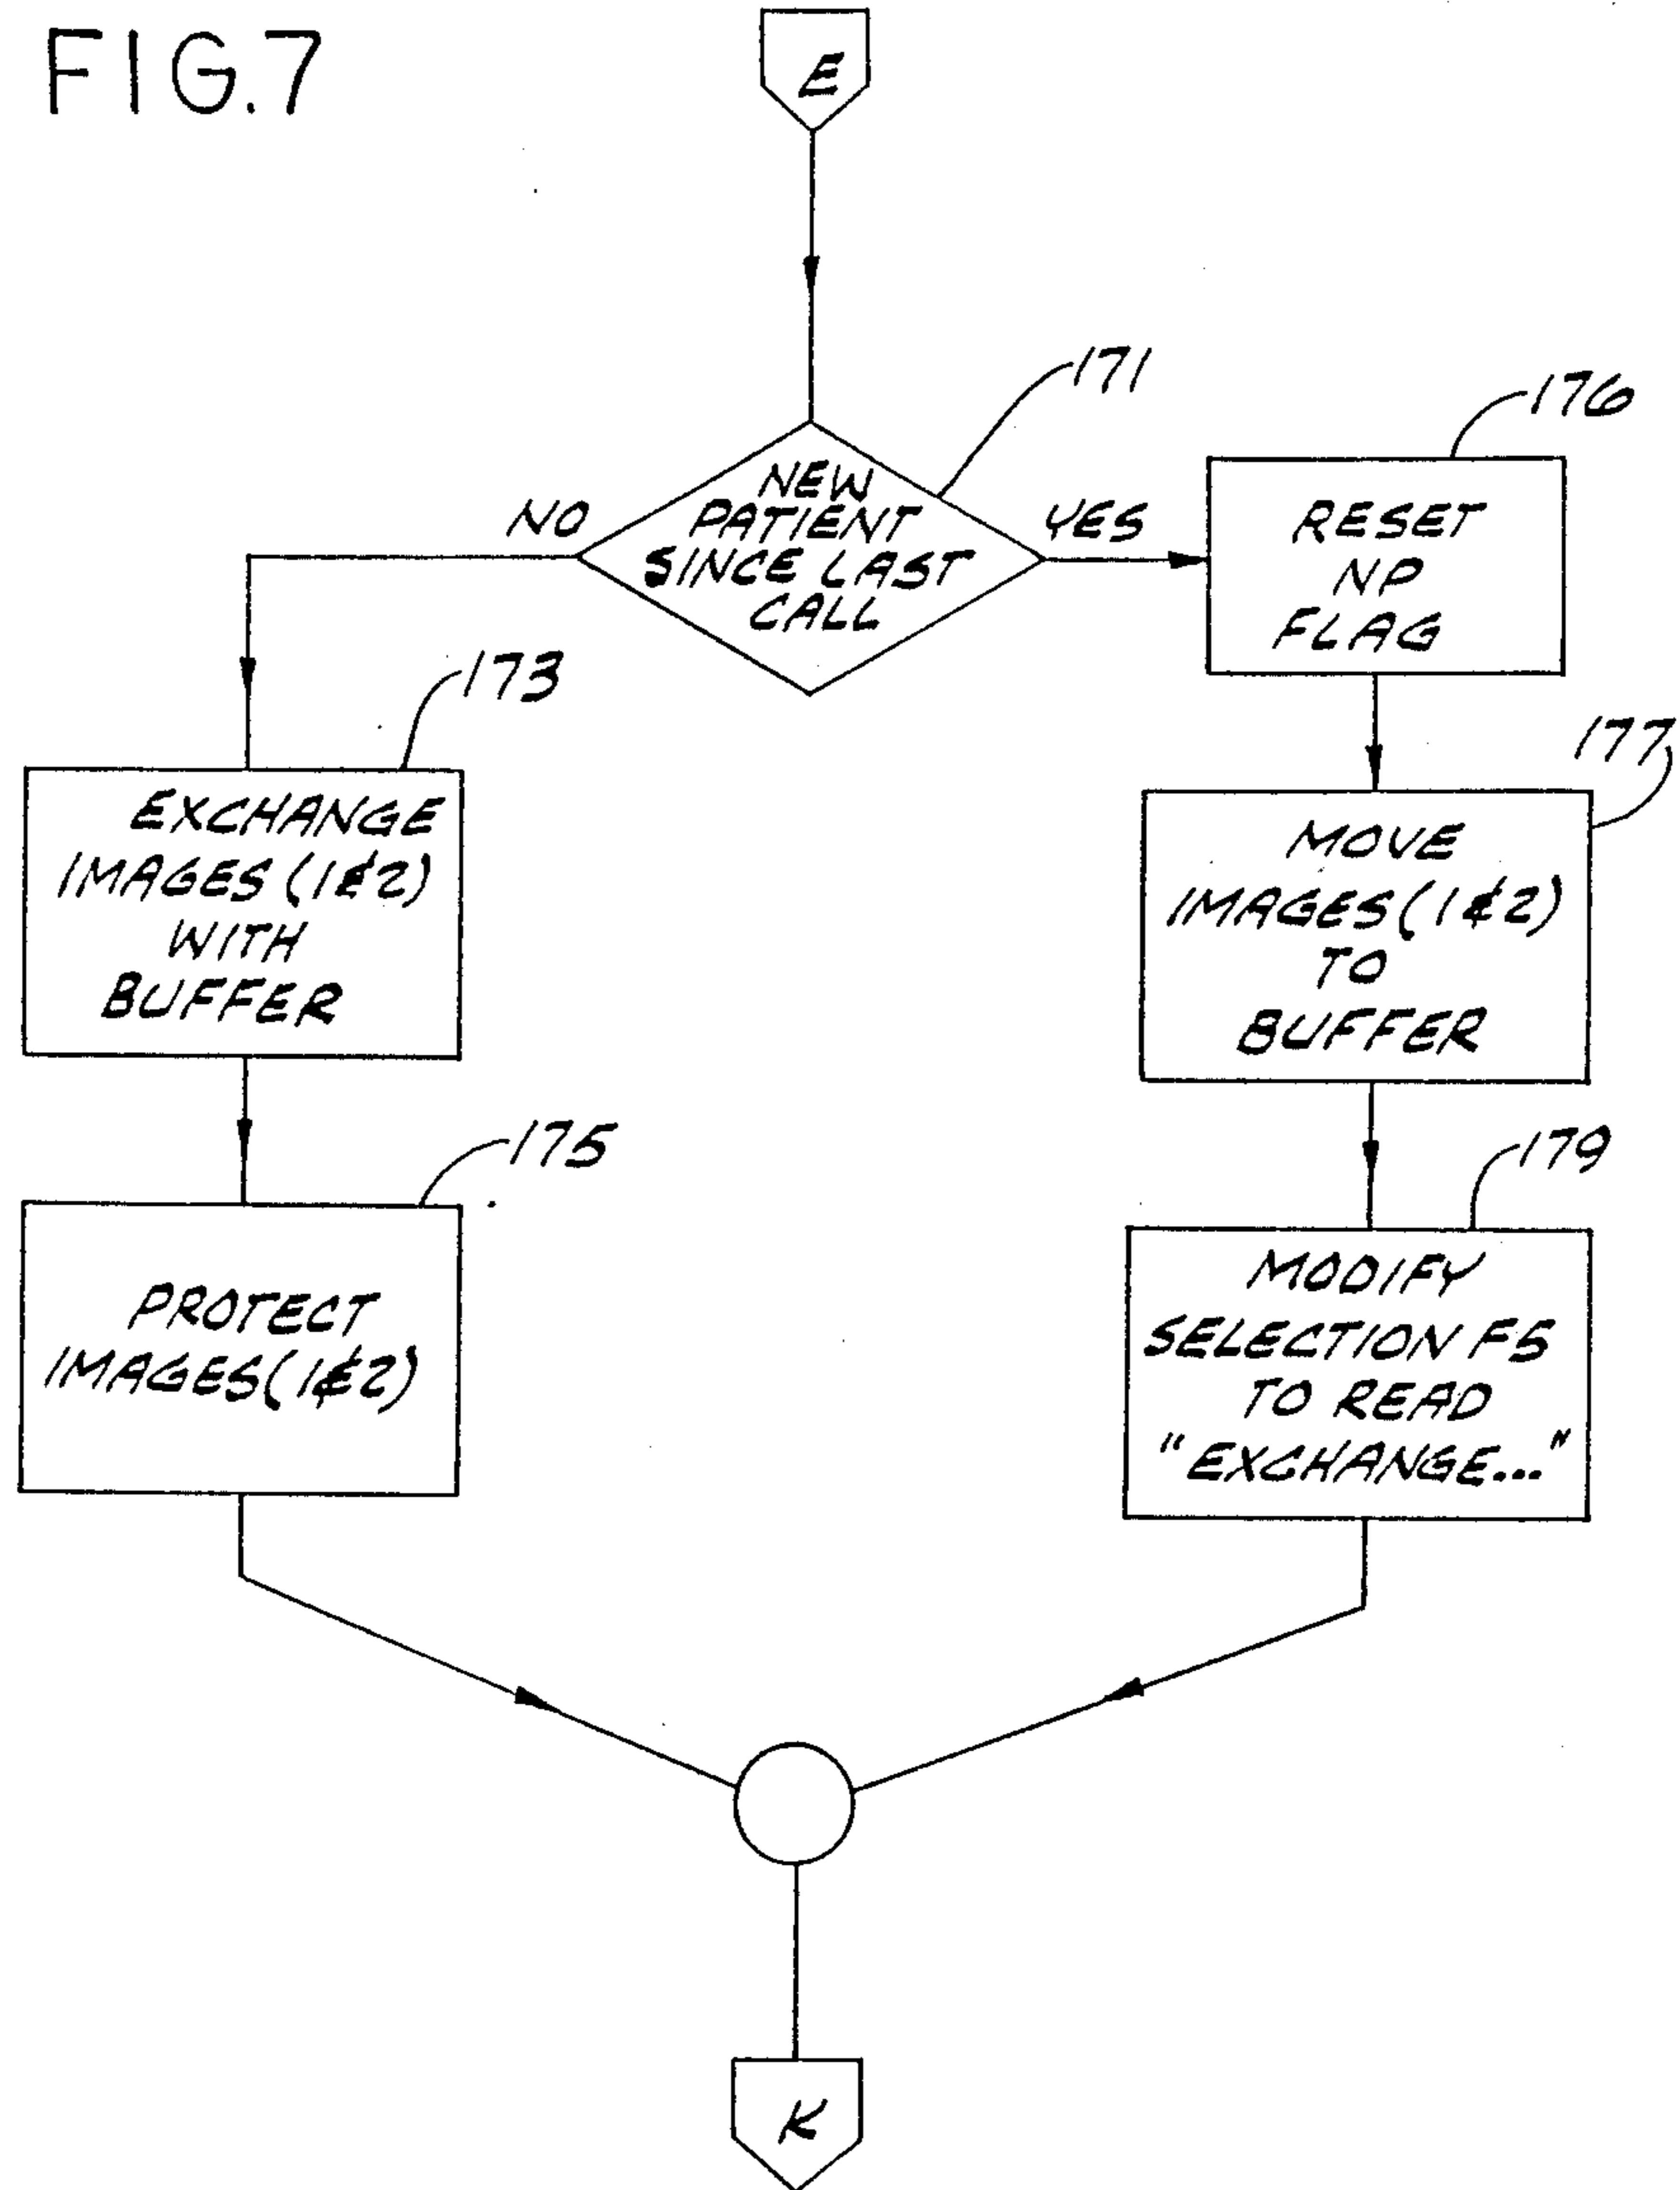 FIG.7
E
171
NEW
PATIENT
SINCE LAST
CALL
NO
YES
176
RESET
NP
FLAG
173
EXCHANGE
IMAGES (1&2)
WITH
BUFFER
177
MOVE
IMAGES (1&2)
TO
BUFFER
175
PROTECT
IMAGES (1&2)
179
MODIFY
SELECTION F5
TO READ
"EXCHANGE..."
K